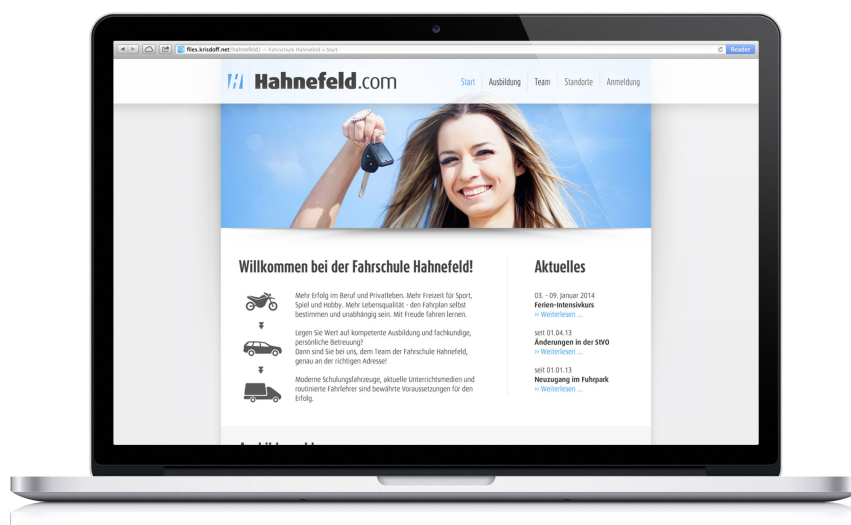 files.krisdoff.net/hahnefeld/ — Fahrschule Hahnefeld » Start
Reader
Hahnefeld.com
Start
Ausbildung
Team
Standorte
Anmeldung
Willkommen bei der Fahrschule Hahnefeld!
Mehr Erfolg im Beruf und Privatleben. Mehr Freizeit für Sport,
Spiel und Hobby. Mehr Lebensqualität - den Fahrplan selbst
bestimmen und unabhängig sein. Mit Freude fahren lernen.
Legen Sie Wert auf kompetente Ausbildung und fachkundige,
persönliche Betreuung?
Dann sind Sie bei uns, dem Team der Fahrschule Hahnefeld,
genau an der richtigen Adresse!
Moderne Schulungsfahrzeuge, aktuelle Unterrichtsmedien und
routinierte Fahrlehrer sind bewährte Voraussetzungen für den
Erfolg.
Aktuelles
03. - 09. Januar 2014
Ferien-Intensivkurs
» Weiterlesen ...
seit 01.04.13
Änderungen in der StVO
» Weiterlesen ...
seit 01.01.13
Neuzugang im Fuhrpark
» Weiterlesen ...